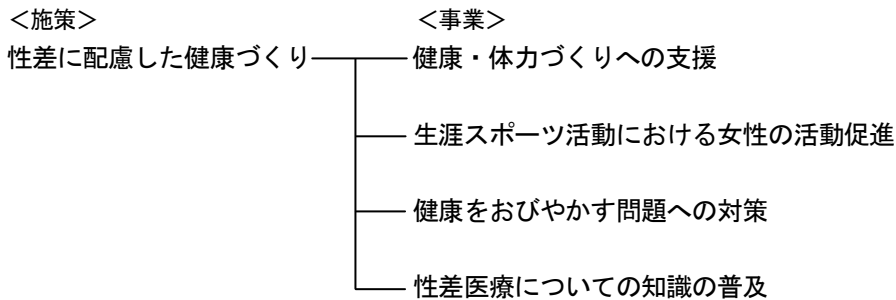 ＜施策＞ ＜事業＞
性差に配慮した健康づくり 健康・体力づくりへの支援
生涯スポーツ活動における女性の活動促進
健康をおびやかす問題への対策
性差医療についての知識の普及